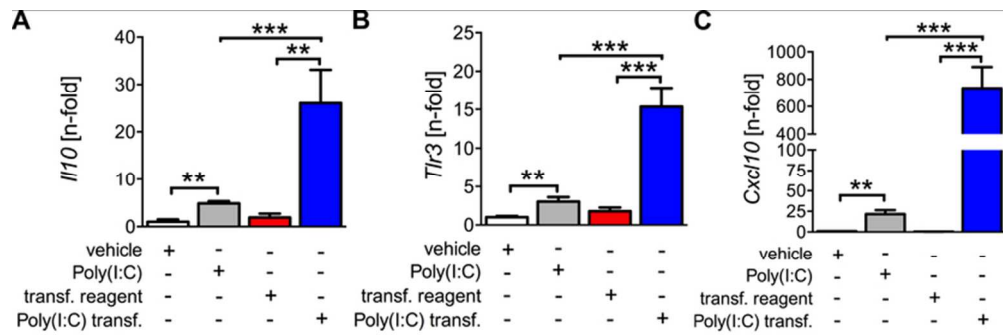 A
Il10 [n-fold]
40
30
20
10
0
**
***
**
vehicle + - - -
Poly(I:C) - + - -
transf. reagent - - + -
Poly(I:C) transf. - - - +
B
Tlr3 [n-fold]
25
20
15
10
5
0
**
***
***
vehicle + - - -
Poly(I:C) - + - -
transf. reagent - - + -
Poly(I:C) transf. - - - +
C
Cxcl10 [n-fold]
1000
800
600
400
100
75
50
25
0
**
***
***
vehicle + - - -
Poly(I:C) - + - -
transf. reagent - - + -
Poly(I:C) transf. - - - +